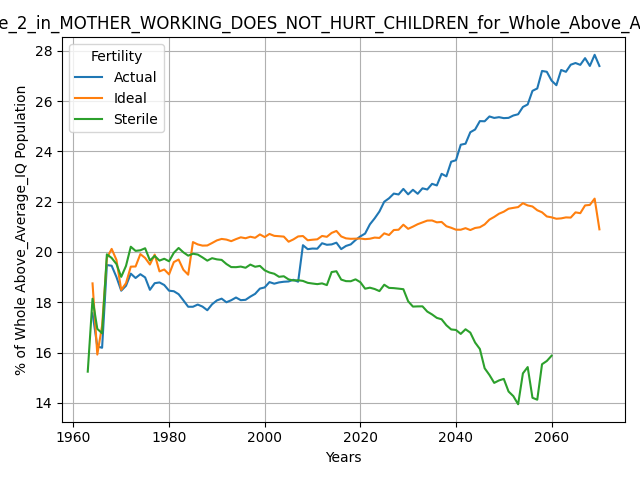 e_2_in_MOTHER_WORKING_DOES_NOT_HURT_CHILDREN_for_Whole_Above_A
Fertility
Actual
Ideal
Sterile
% of Whole Above_Average_IQ Population
28
26
24
22
20
18
16
14
1960
1980
2000
2020
2040
2060
Years